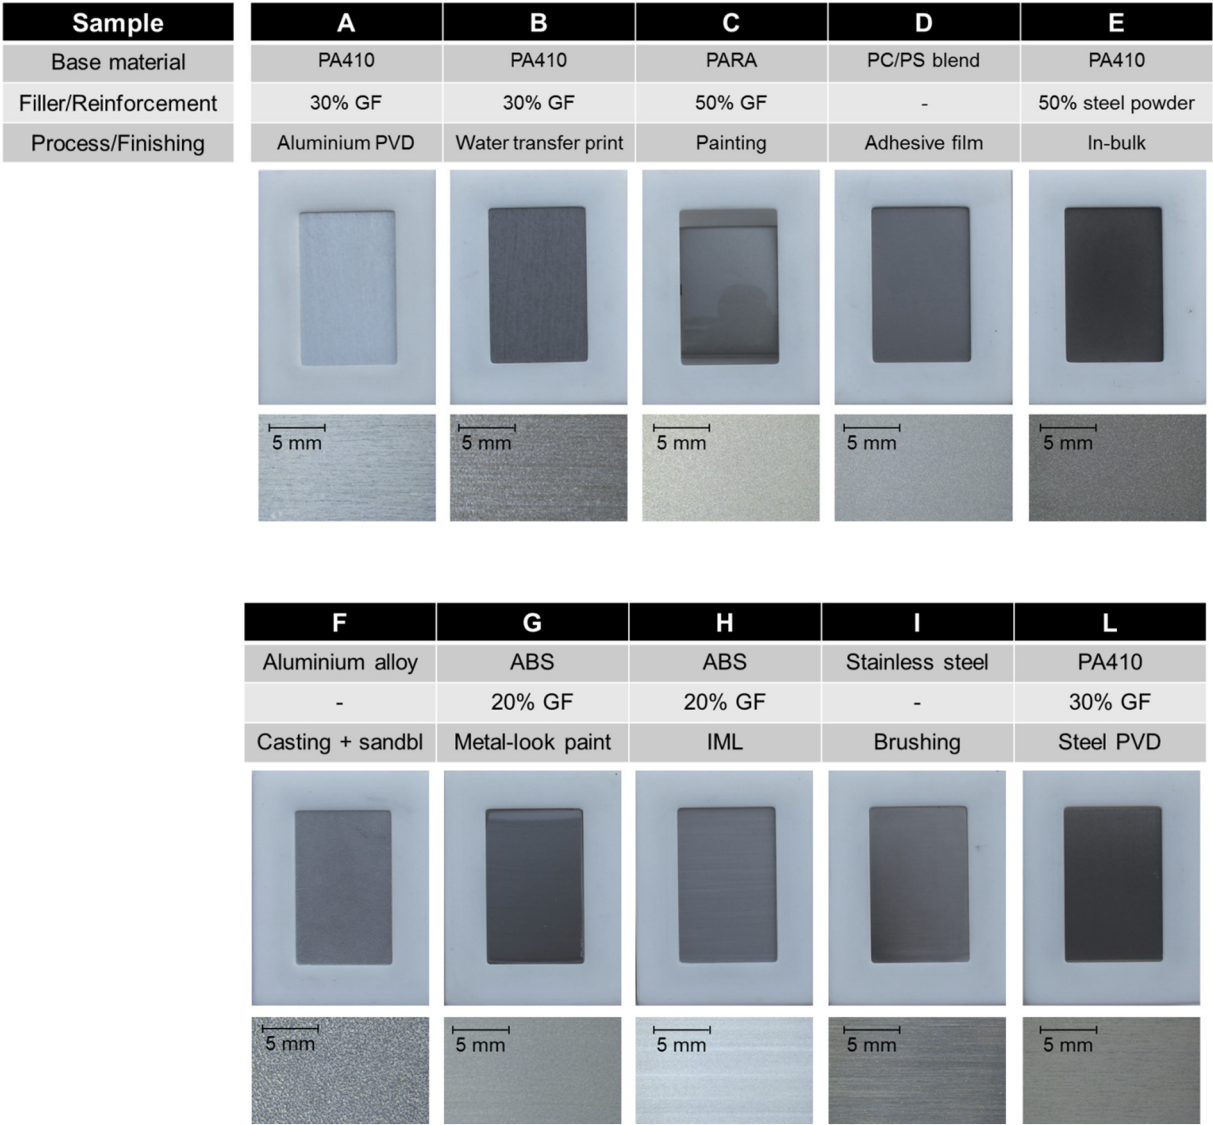 Sample A B C D E
Base material PA410 PA410 PARA PC/PS blend PA410
Filler/Reinforcement 30% GF 30% GF 50% GF - 50% steel powder
Process/Finishing Aluminium PVD Water transfer print Painting Adhesive film In-bulk
5 mm 5 mm 5 mm 5 mm 5 mm
F G H I L
Aluminium alloy ABS ABS Stainless steel PA410
- 20% GF 20% GF - 30% GF
Casting + sandbl Metal-look paint IML Brushing Steel PVD
5 mm 5 mm 5 mm 5 mm 5 mm